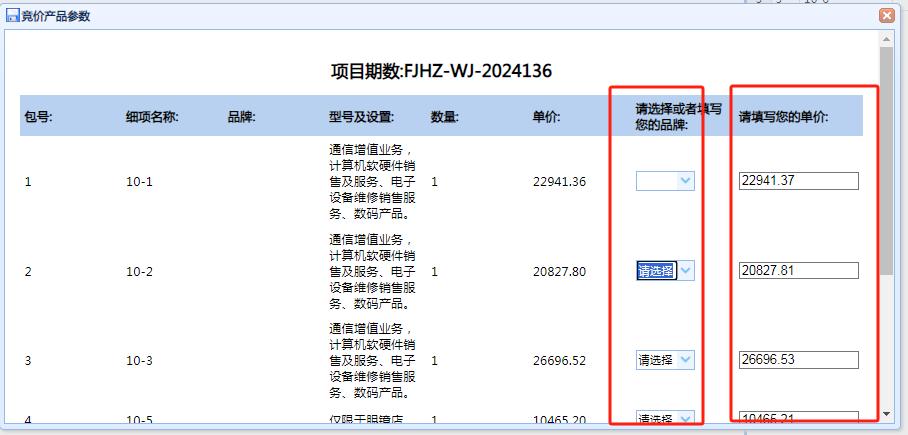 竞价产品参数
项目期数:FJHZ-WJ-2024136
包号: 细项名称: 品牌: 型号及设置: 数量: 单价: 请选择或者填写 请填写您的单价:
您的品牌:
通信增值业务，
计算机软硬件销
1 10-1 售及服务、电子 1 22941.36 22941.37
设备维修销售服
务、数码产品。
通信增值业务，
计算机软硬件销
2 10-2 售及服务、电子 1 20827.80 请选择 20827.81
设备维修销售服
务、数码产品。
通信增值业务，
计算机软硬件销
3 10-3 售及服务、电子 1 26696.52 请选择 26696.53
设备维修销售服
务、数码产品。
4 10-5 仅限于眼镜店 1 10465.20 请选择 10465.21